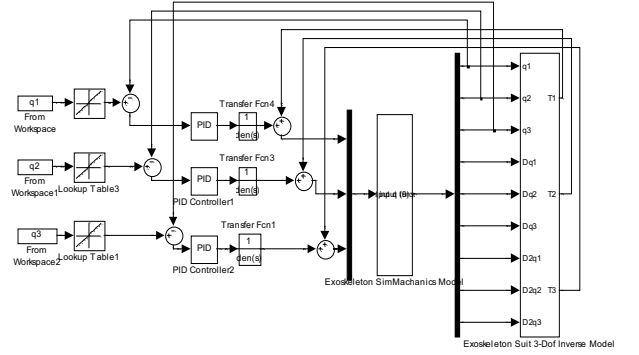 Transfer Fcn4
q1
From
Workspace
PID
1
den(s)
q2
From
Workspace1
Lookup Table3
PID
PID Controller1
Transfer Fcn3
1
den(s)
q3
From
Workspace2
Lookup Table1
PID
PID Controller2
Transfer Fcn1
1
den(s)
Exoskeleton SimMachanics Model
q1
q2
q3
Dq1
Dq2
Dq3
D2q1
D2q2
D2q3
T1
T2
T3
Exoskeleton Suit 3-Dof Inverse Model